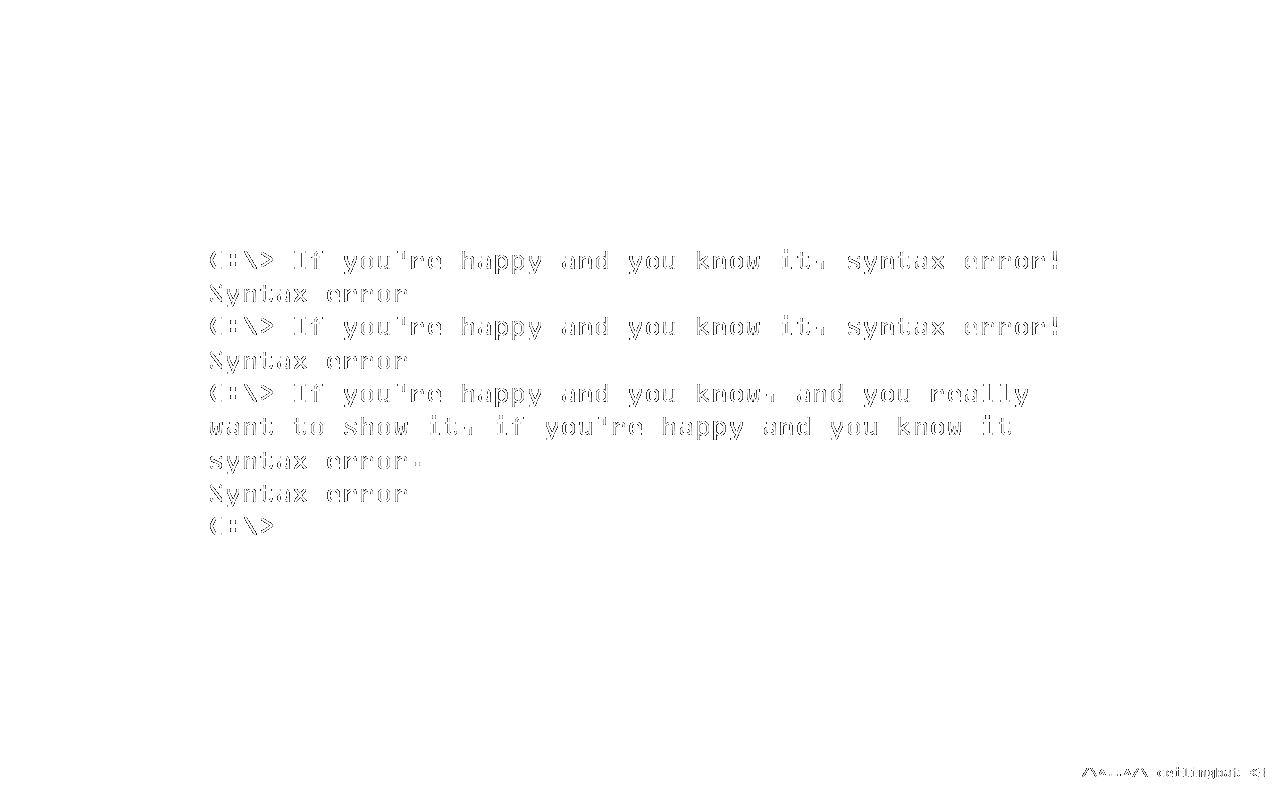 C:\> If you're happy and you know it, syntax error!
Syntax error
C:\> If you're happy and you know it, syntax error!
Syntax error
C:\> If you're happy and you know, and you really
want to show it, if you're happy and you know it
syntax error.
Syntax error
C:\>
/\^..^/\ ceilingbat <!